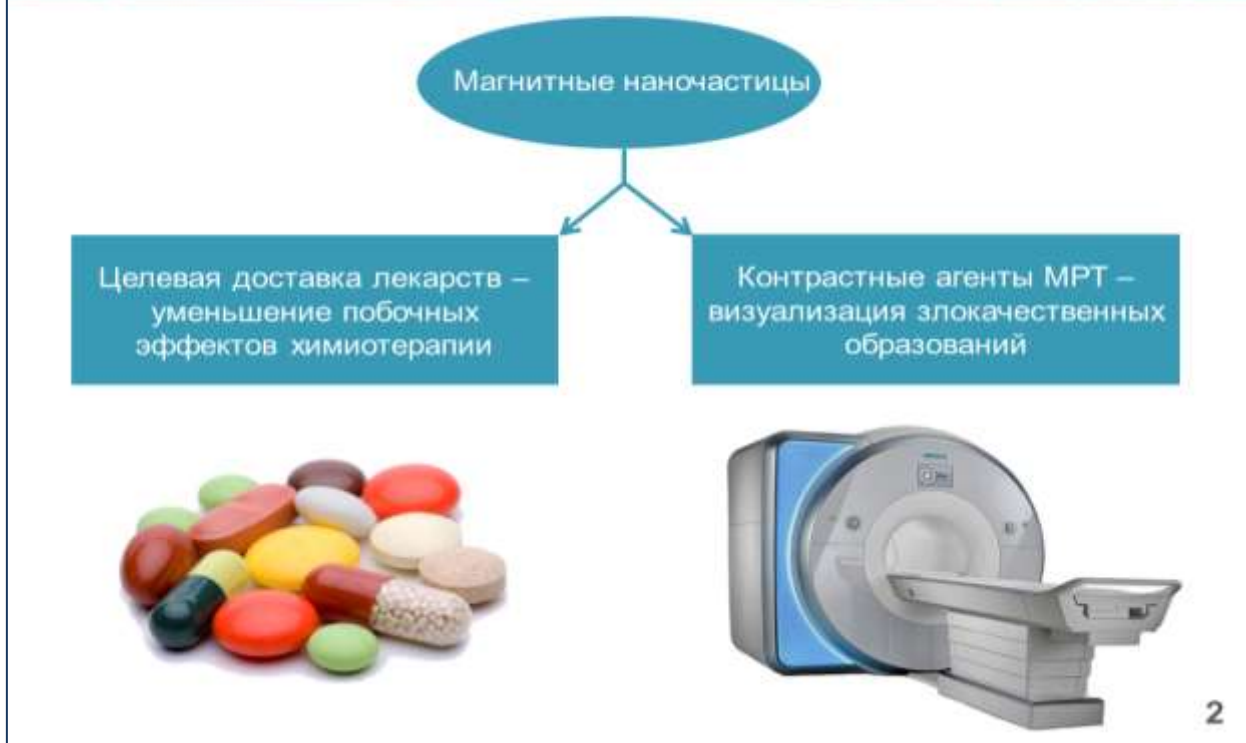 Магнитные наночастицы
Целевая доставка лекарств –
уменьшение побочных
эффектов химиотерапии
Контрастные агенты МРТ –
визуализация злокачественных
образований
2